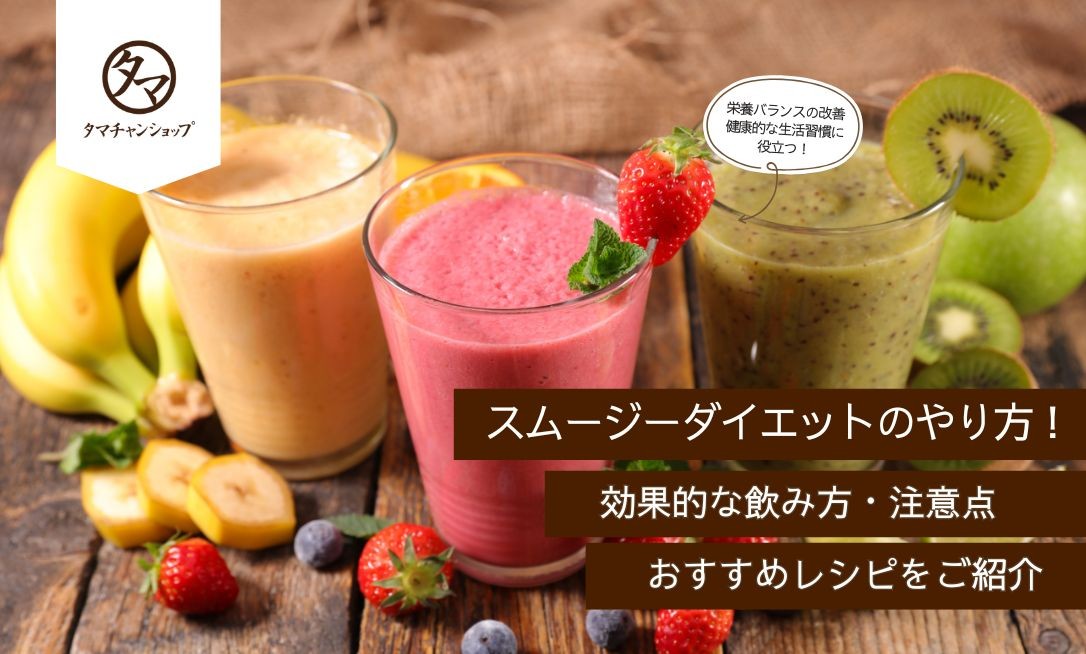 タマ
タマチャンショップ
栄養バランスの改善
健康的な生活習慣に
役立つ！
スムージーダイエットのやり方！
効果的な飲み方・注意点
おすすめレシピをご紹介